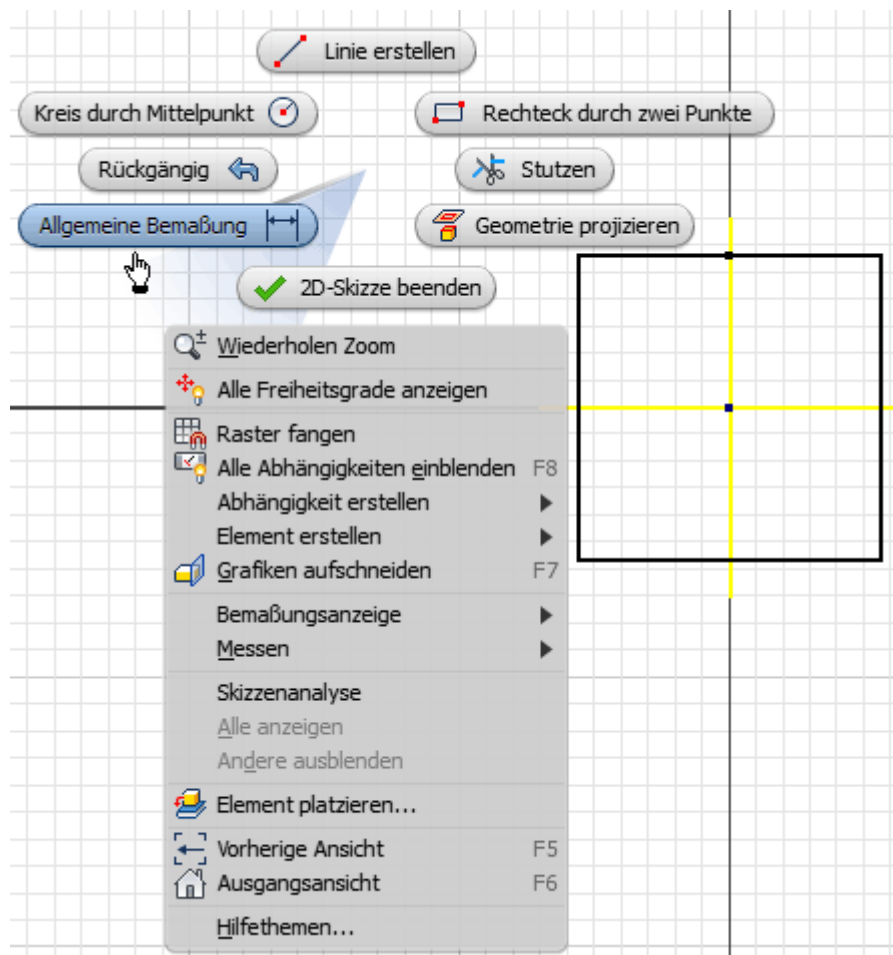 Linie erstellen
Kreis durch Mittelpunkt
Rechteck durch zwei Punkte
Rückgängig
Stutzen
Allgemeine Bemaßung
Geometrie projizieren
2D-Skizze beenden
Wiederholen Zoom
Alle Freiheitsgrade anzeigen
Raster fangen
Alle Abhängigkeiten einblenden F8
Abhängigkeit erstellen
Element erstellen
Grafiken aufschneiden F7
Bemaßungsanzeige
Messen
Skizzenanalyse
Alle anzeigen
Andere ausblenden
Element platzieren...
Vorherige Ansicht F5
Ausgangsansicht F6
Hilfethemen...